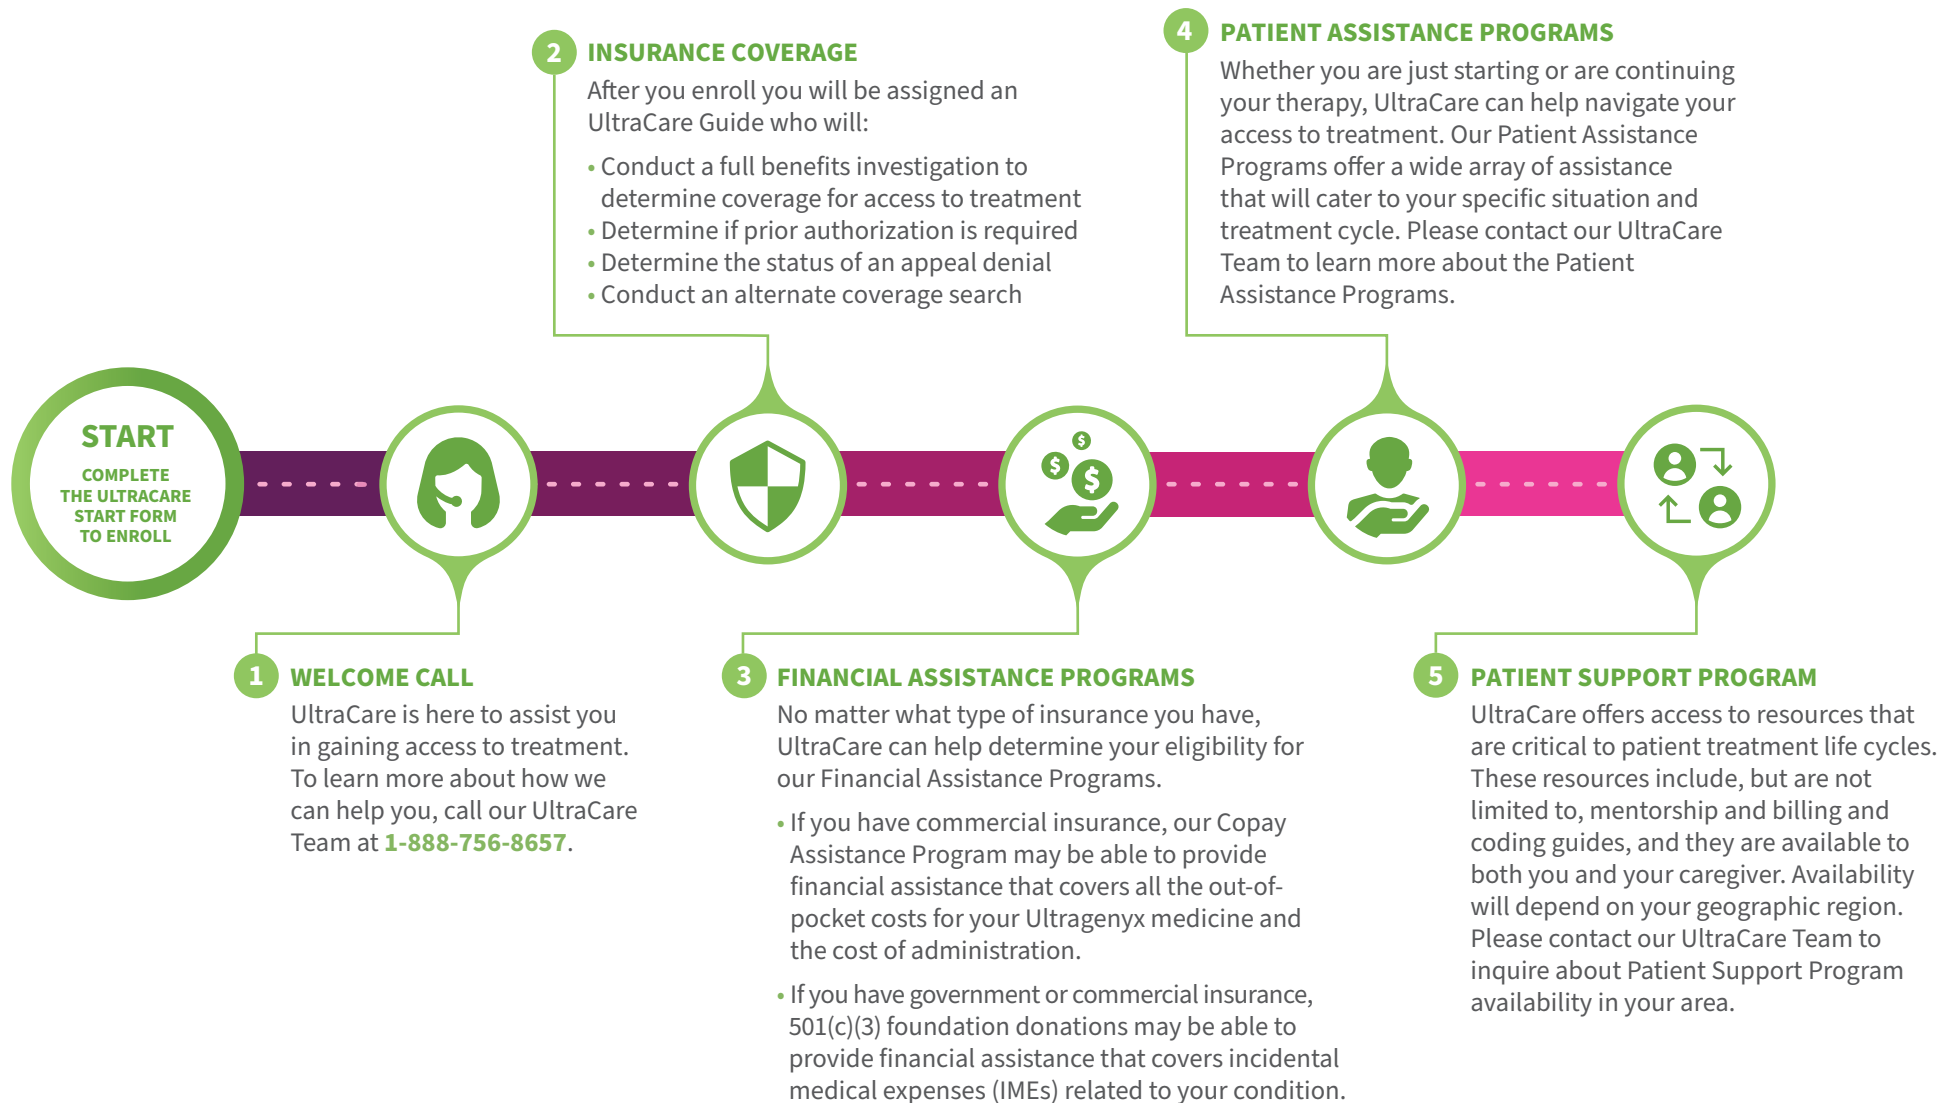 START
COMPLETE
THE ULTRACARE
START FORM
TO ENROLL
1 WELCOME CALL
UltraCare is here to assist you
in gaining access to treatment.
To learn more about how we
can help you, call our UltraCare
Team at 1-888-756-8657.
2 INSURANCE COVERAGE
After you enroll you will be assigned an
UltraCare Guide who will:
• Conduct a full benefits investigation to
determine coverage for access to treatment
• Determine if prior authorization is required
• Determine the status of an appeal denial
• Conduct an alternate coverage search
$
$
$
3 FINANCIAL ASSISTANCE PROGRAMS
No matter what type of insurance you have,
UltraCare can help determine your eligibility for
our Financial Assistance Programs.
• If you have commercial insurance, our Copay
Assistance Program may be able to provide
financial assistance that covers all the out-of-
pocket costs for your Ultragenyx medicine and
the cost of administration.
• If you have government or commercial insurance,
501(c)(3) foundation donations may be able to
provide financial assistance that covers incidental
medical expenses (IMEs) related to your condition.
4 PATIENT ASSISTANCE PROGRAMS
Whether you are just starting or are continuing
your therapy, UltraCare can help navigate your
access to treatment. Our Patient Assistance
Programs offer a wide array of assistance
that will cater to your specific situation and
treatment cycle. Please contact our UltraCare
Team to learn more about the Patient
Assistance Programs.
5 PATIENT SUPPORT PROGRAM
UltraCare offers access to resources that
are critical to patient treatment life cycles.
These resources include, but are not
limited to, mentorship and billing and
coding guides, and they are available to
both you and your caregiver. Availability
will depend on your geographic region.
Please contact our UltraCare Team to
inquire about Patient Support Program
availability in your area.